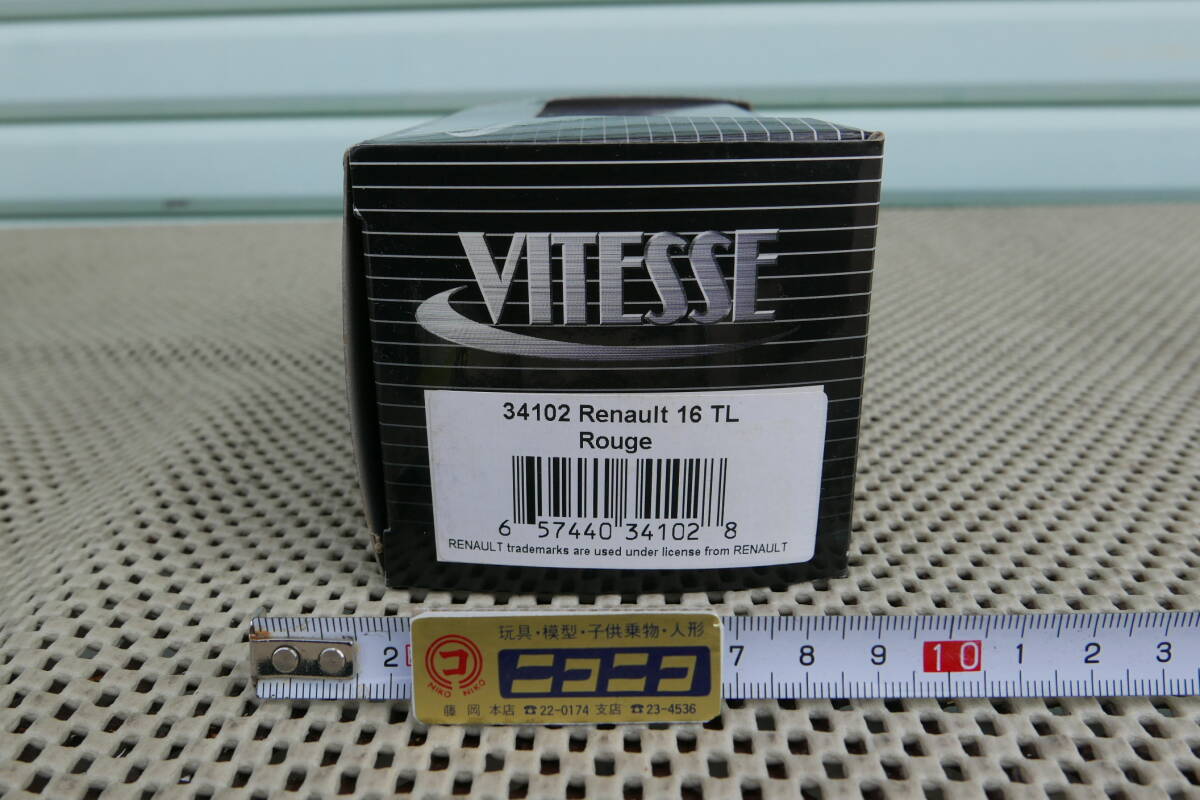 VITESSE
34102 Renault 16 TL
Rouge
6 57440 34102 8
RENAULT trademarks are used under license from RENAULT
2 7 8 9 10 1 2 3
玩具・模型・子供乗物・人形
コ ニコニコ
NIKO NIKO
藤岡 本店 ☎22-0174 支店 ☎23-4536